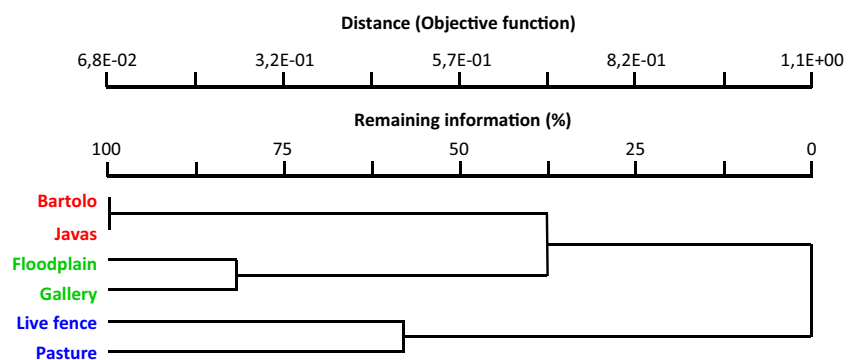 Distance (Objective function)
6,8E-02 3,2E-01 5,7E-01 8,2E-01 1,1E+00
Remaining information (%)
100 75 50 25 0
Bartolo
Javas
Floodplain
Gallery
Live fence
Pasture